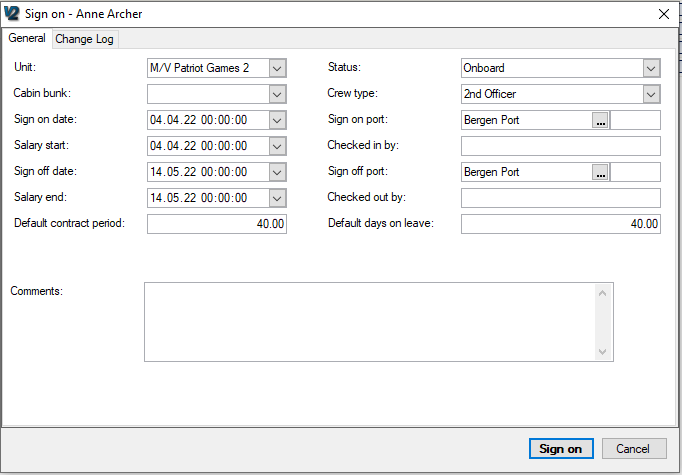 V2 Sign on - Anne Archer
General Change Log
Unit: M/V Patriot Games 2 Status: Onboard
Cabin bunk: Crew type: 2nd Officer
Sign on date: 04.04.22 00:00:00 Sign on port: Bergen Port ...
Salary start: 04.04.22 00:00:00 Checked in by:
Sign off date: 14.05.22 00:00:00 Sign off port: Bergen Port ...
Salary end: 14.05.22 00:00:00 Checked out by:
Default contract period: 40.00 Default days on leave: 40.00
Comments:
Sign on Cancel